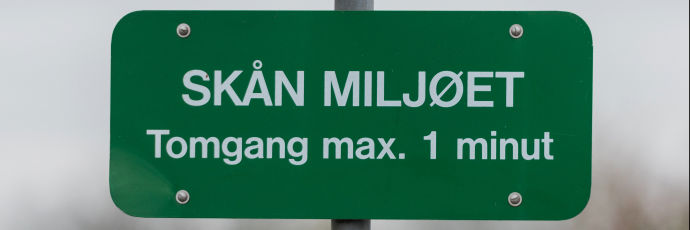 SKÅN MILJØET
Tomgang max. 1 minut